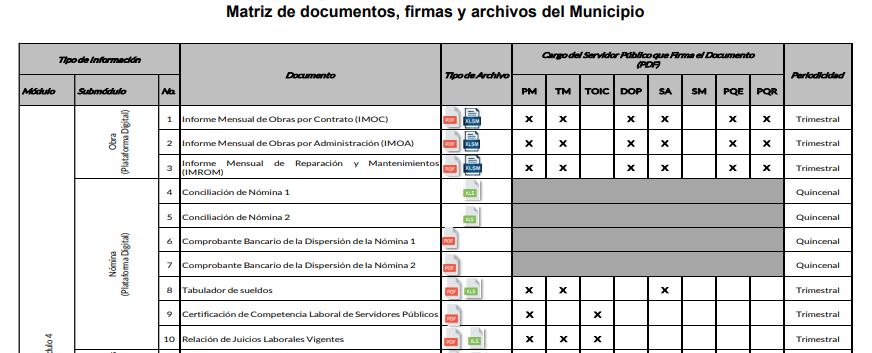 Matriz de documentos, firmas y archivos del Municipio
Tipo de Información Documento Tipo de Archivo Cargo del Servidor Público que Firma el Documento (PDF) Periodicidad
Módulo Submódulo No. PM TM TOIC DOP SA SM PQE PQR
Obra
(Plataforma Digital)
1 Informe Mensual de Obras por Contrato (IMOC) PDF XLSM X X X X X X Trimestral
2 Informe Mensual de Obras por Administración (IMOA) PDF XLSM X X X X X X Trimestral
3 Informe Mensual de Reparación y Mantenimientos (IMROM) PDF XLSM X X X X X X Trimestral
Nómina
(Plataforma Digital)
4 Conciliación de Nómina 1 XLS Quincenal
5 Conciliación de Nómina 2 XLS Quincenal
6 Comprobante Bancario de la Dispersión de la Nómina 1 PDF Quincenal
7 Comprobante Bancario de la Dispersión de la Nómina 2 PDF Quincenal
8 Tabulador de sueldos PDF XLS X X X Trimestral
9 Certificación de Competencia Laboral de Servidores Públicos PDF X X Trimestral
10 Relación de Juicios Laborales Vigentes PDF XLS X X X Trimestral